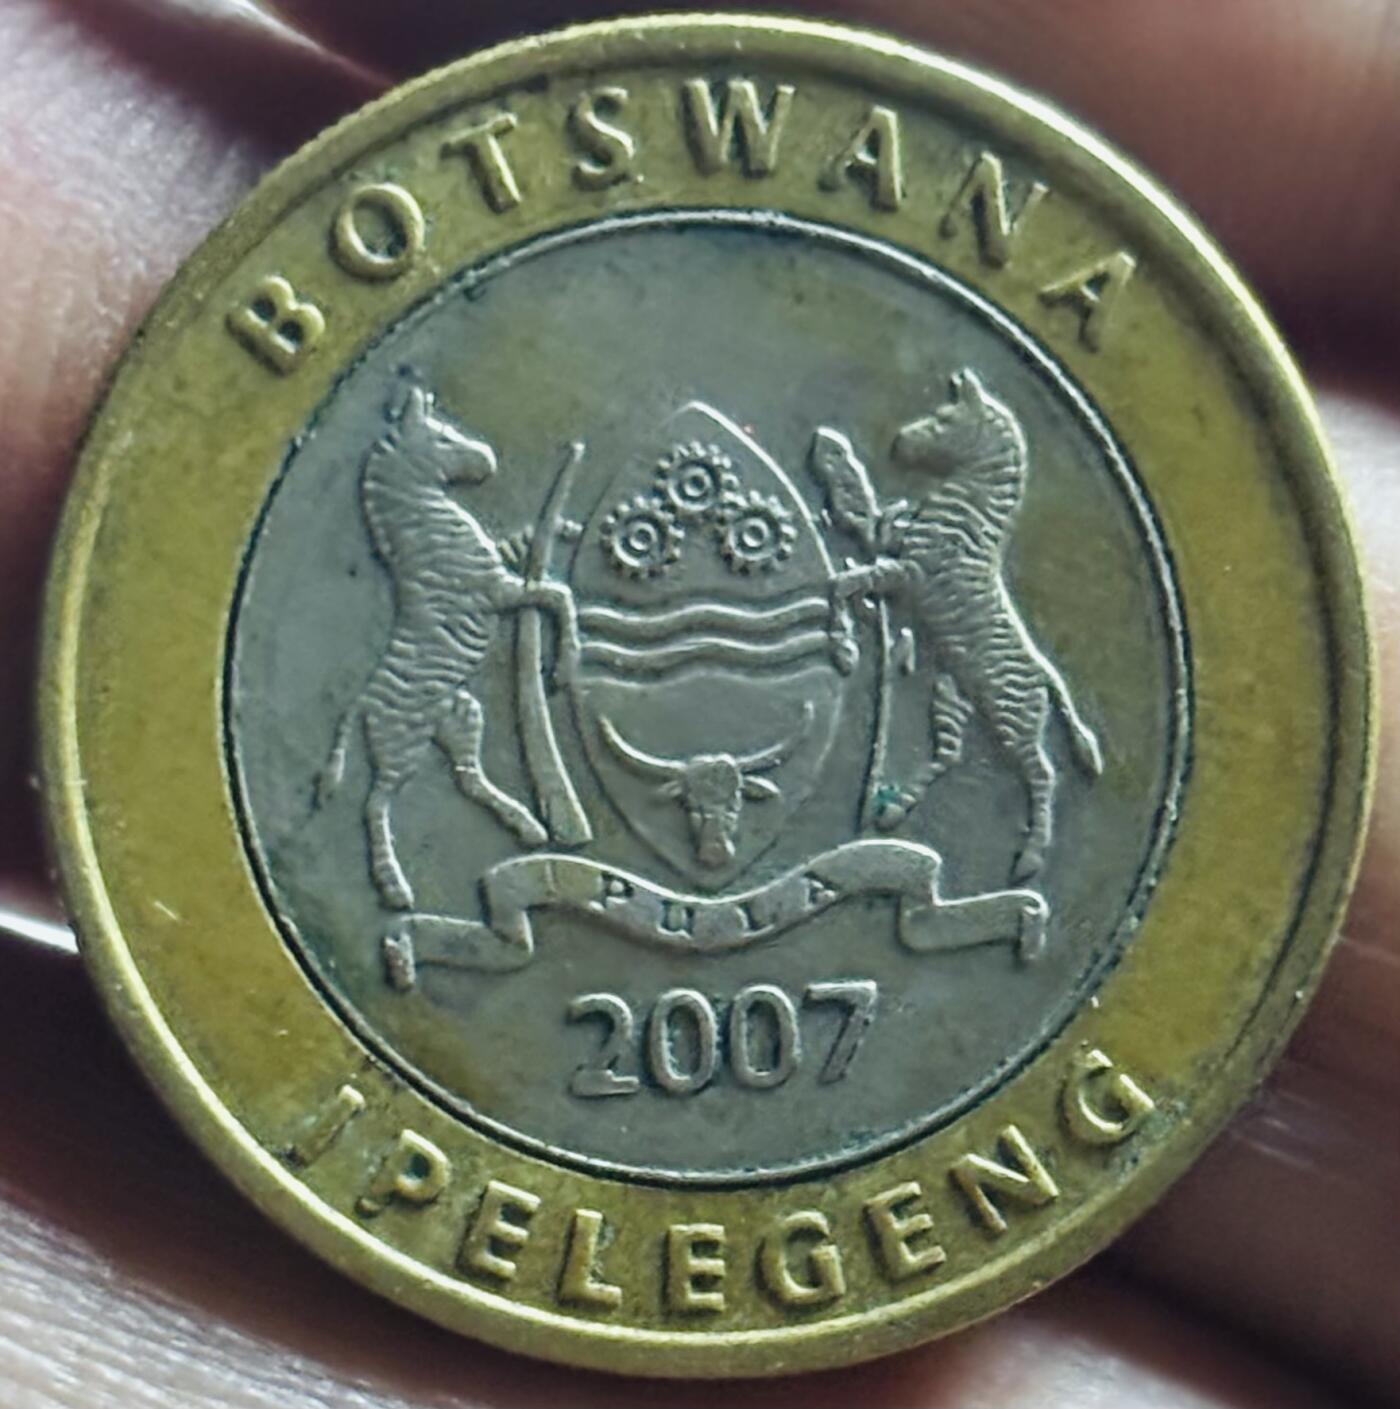 BOTSWANA
PULA
2007
IPELEGENG